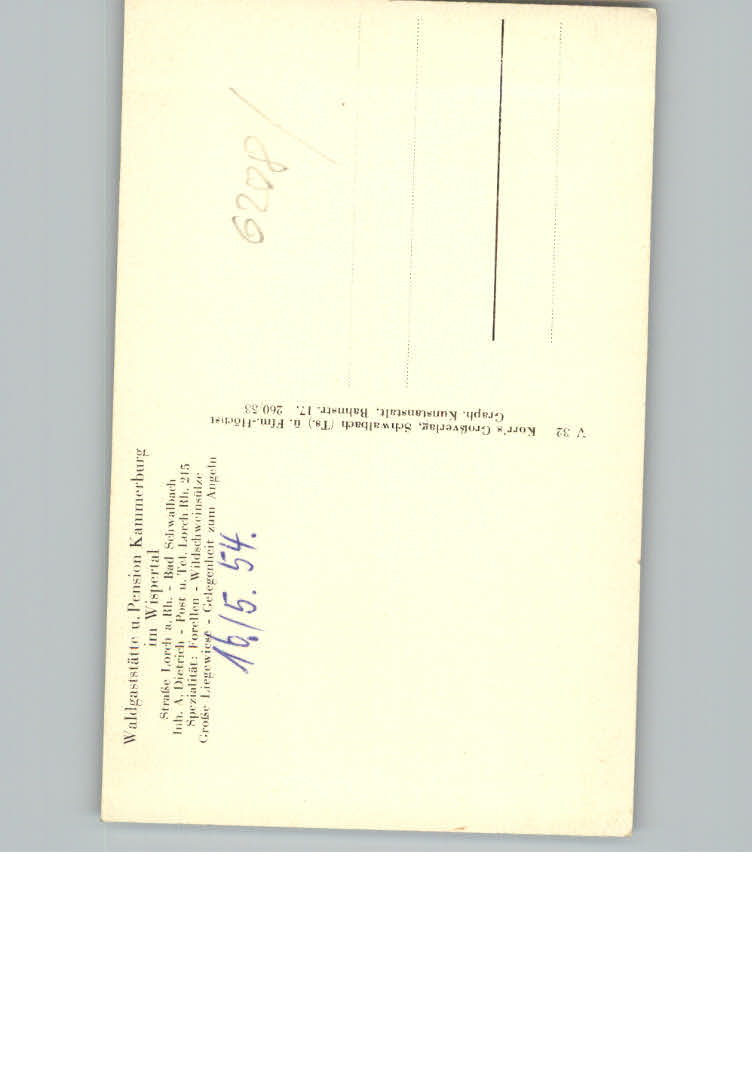 Waldgaststätte u. Pension Kammerburg
im Wispertal
Straße Lorch a. Rh. - Bad Schwalbach
Inh. A. Dietrich - Post u. Tel. Lorch Rh. 215
Spezialität: Forellen - Wildschweinsülze
Große Liegewiese - Gelegenheit zum Angeln
16/5. 54.
V 32 Korr's Großverlag, Schwalbach (Ts.) ü. Ffm.-Höchst
Graph. Kunstanstalt, Bahnstr. 17. 260/53
6208/